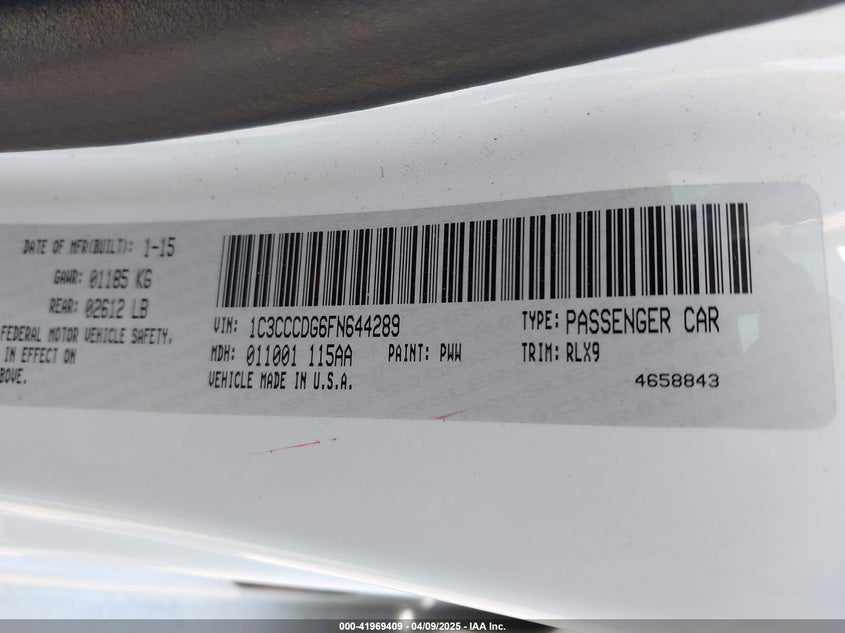 DATE OF MFR(BUILT): 1-15
GAWR: 01185 KG
REAR: 02612 LB
FEDERAL MOTOR VEHICLE SAFETY,
IN EFFECT ON
BOVE.
VIN: 1C3CCCDG6FN644289
TYPE: PASSENGER CAR
MDH: 011001 115AA
PAINT: PWW
TRIM: RLX9
VEHICLE MADE IN U.S.A.
4658843
000-41969409 - 04/09/2025 - IAA Inc.